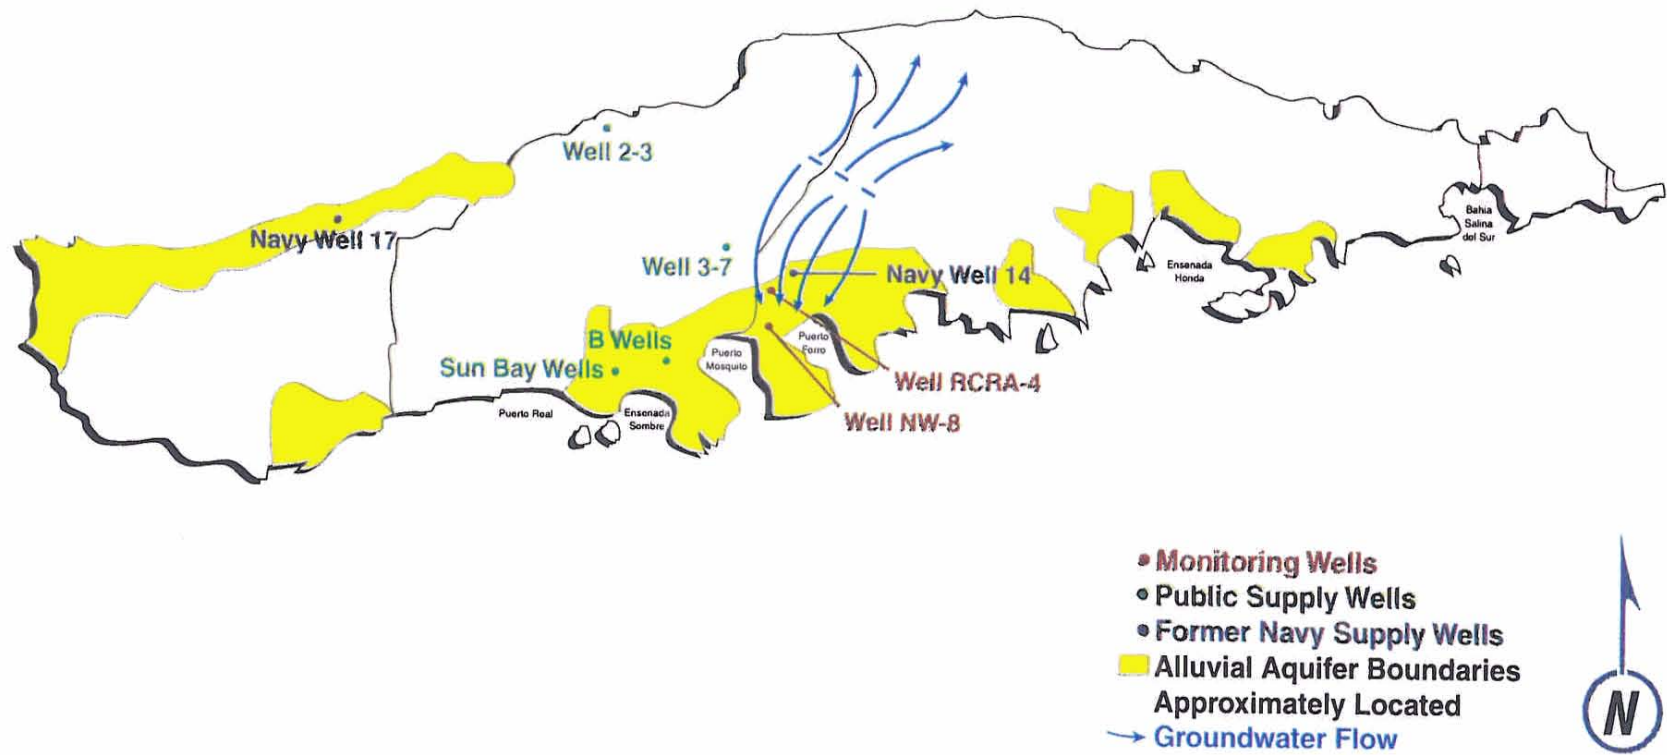 Well 2-3
Navy Well 17
Well 3-7
Navy Well 14
B Wells
Sun Bay Wells
Puerto Real
Ensenada
Sombre
Puerto
Mosquito
Puerto
Ferro
Well RCRA-4
Well NW-8
Ensenada
Honda
Bahia
Salina
del Sur
Monitoring Wells
Public Supply Wells
Former Navy Supply Wells
Alluvial Aquifer Boundaries
Approximately Located
Groundwater Flow
N